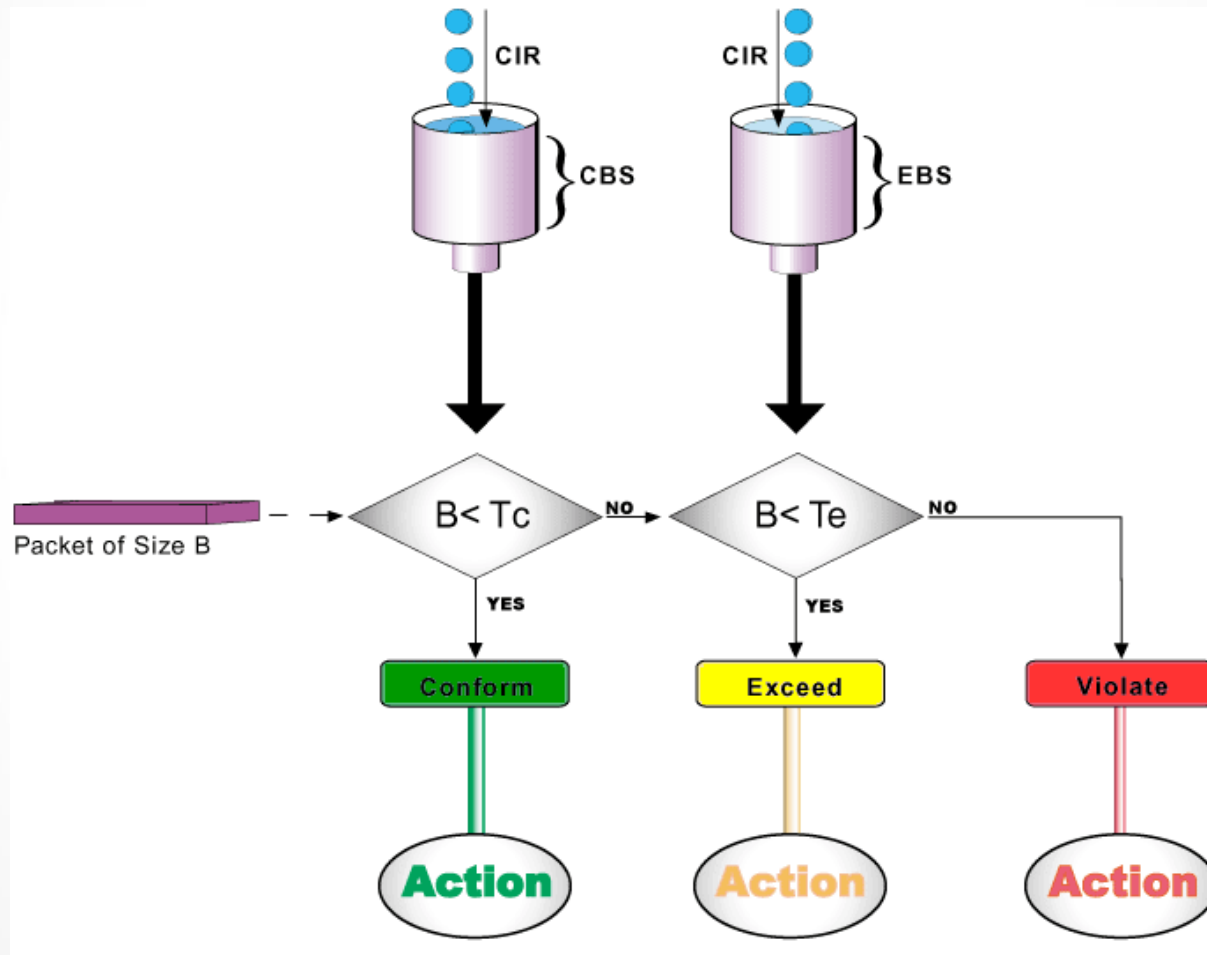 CIR
CIR
CBS
EBS
B< Tc
NO
B< Te
NO
Packet of Size B
YES
YES
Conform
Exceed
Violate
Action
Action
Action